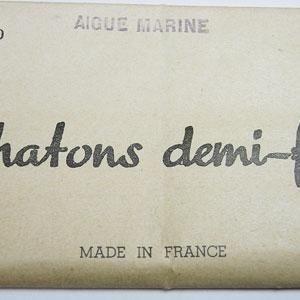 AIGUE MARINE
hatons demi-f
MADE IN FRANCE